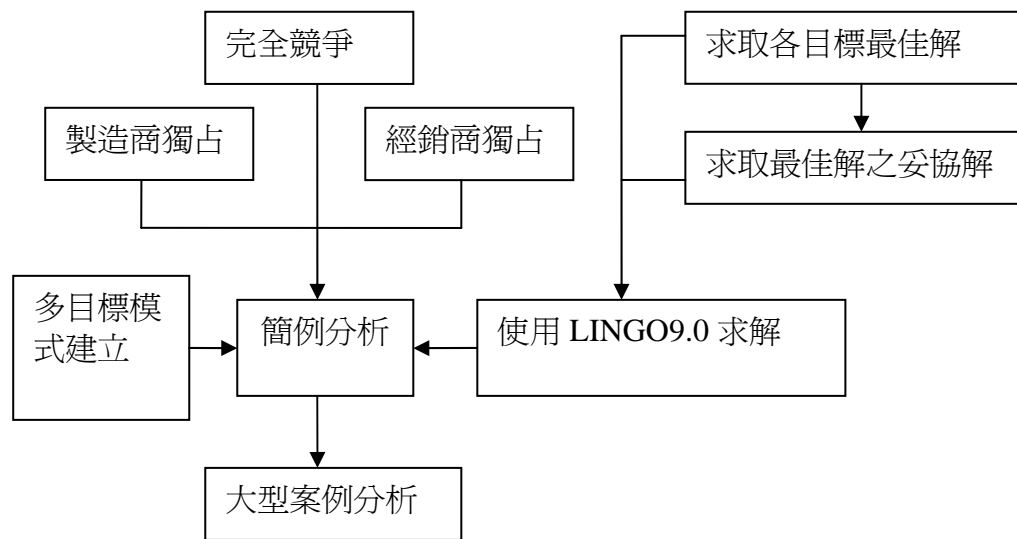 完全競爭
求取各目標最佳解
製造商獨占
經銷商獨占
求取最佳解之妥協解
多目標模
式建立
簡例分析
使用 LINGO9.0 求解
大型案例分析